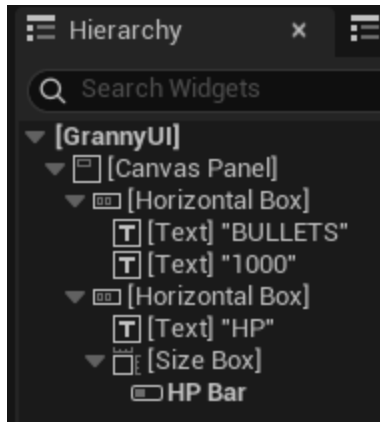 Hierarchy
Search Widgets
[GrannyUI]
[Canvas Panel]
[Horizontal Box]
[Text] "BULLETS"
[Text] "1000"
[Horizontal Box]
[Text] "HP"
[Size Box]
HP Bar